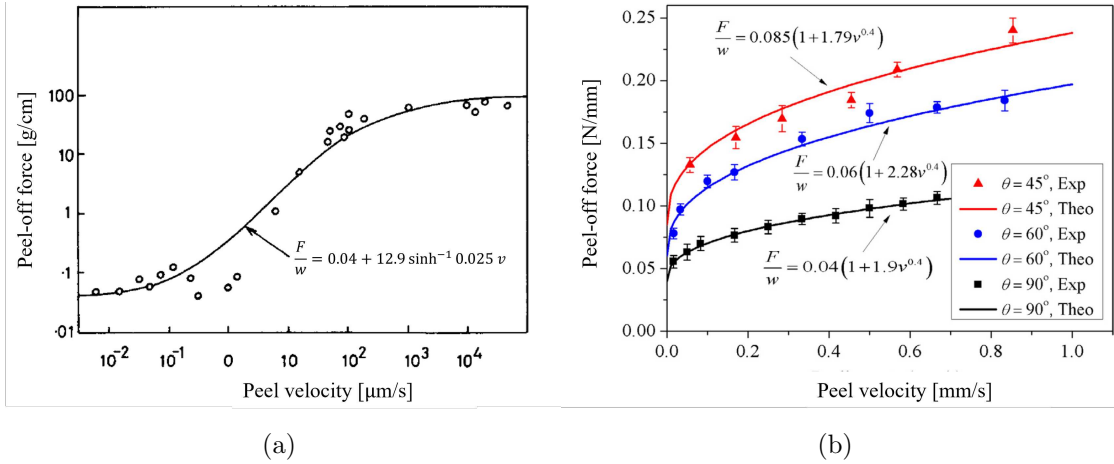 Peel-off force [g/cm]
100
10
1
·1
·01
F/w = 0.04 + 12.9 sinh⁻¹ 0.025 v
10⁻² 10⁻¹ 0 10 10² 10³ 10⁴
Peel velocity [μm/s]
(a)
Peel-off force [N/mm]
0.25
0.20
0.15
0.10
0.05
0.00
F/w = 0.085(1+1.79v^0.4)
F/w = 0.06(1+2.28v^0.4)
F/w = 0.04(1+1.9v^0.4)
θ = 45°, Exp
θ = 45°, Theo
θ = 60°, Exp
θ = 60°, Theo
θ = 90°, Exp
θ = 90°, Theo
0.0 0.2 0.4 0.6 0.8 1.0
Peel velocity [mm/s]
(b)